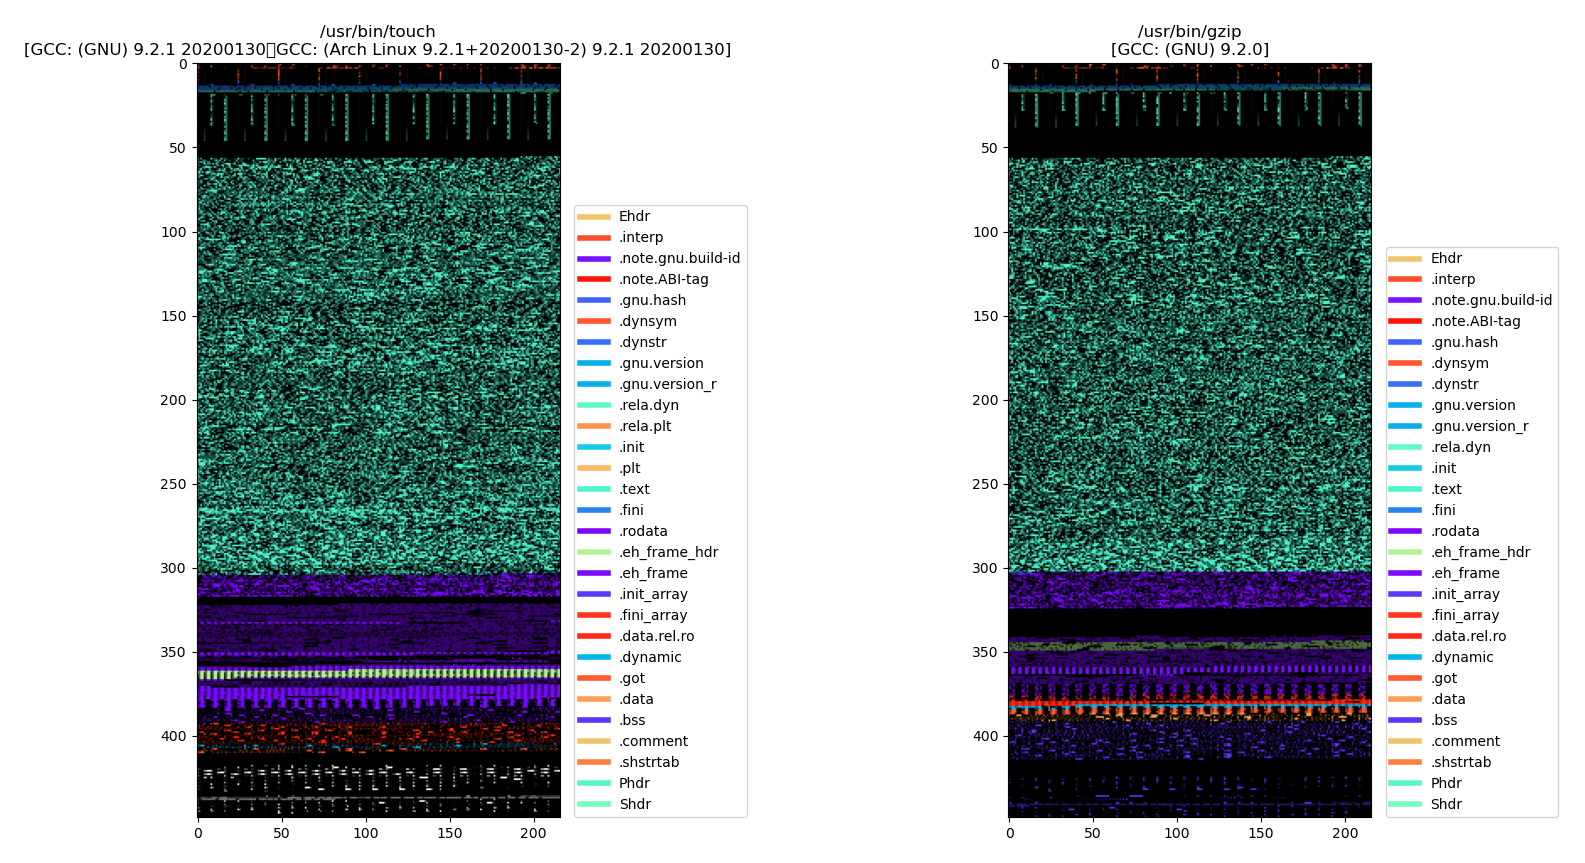 /usr/bin/touch
[GCC: (GNU) 9.2.1 20200130▯GCC: (Arch Linux 9.2.1+20200130-2) 9.2.1 20200130]
0
50
100
150
200
250
300
350
400
0
50
100
150
200
Ehdr
.interp
.note.gnu.build-id
.note.ABI-tag
.gnu.hash
.dynsym
.dynstr
.gnu.version
.gnu.version_r
.rela.dyn
.rela.plt
.init
.plt
.text
.fini
.rodata
.eh_frame_hdr
.eh_frame
.init_array
.fini_array
.data.rel.ro
.dynamic
.got
.data
.bss
.comment
.shstrtab
Phdr
Shdr
/usr/bin/gzip
[GCC: (GNU) 9.2.0]
0
50
100
150
200
250
300
350
400
0
50
100
150
200
Ehdr
.interp
.note.gnu.build-id
.note.ABI-tag
.gnu.hash
.dynsym
.dynstr
.gnu.version
.gnu.version_r
.rela.dyn
.init
.text
.fini
.rodata
.eh_frame_hdr
.eh_frame
.init_array
.fini_array
.data.rel.ro
.dynamic
.got
.data
.bss
.comment
.shstrtab
Phdr
Shdr